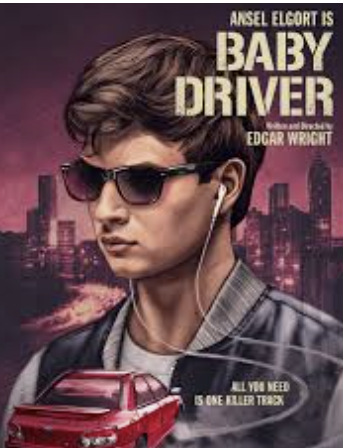 ANSEL ELGORT IS
BABY
DRIVER
Written and Directed by
EDGAR WRIGHT
ALL YOU NEED
IS ONE KILLER TRACK